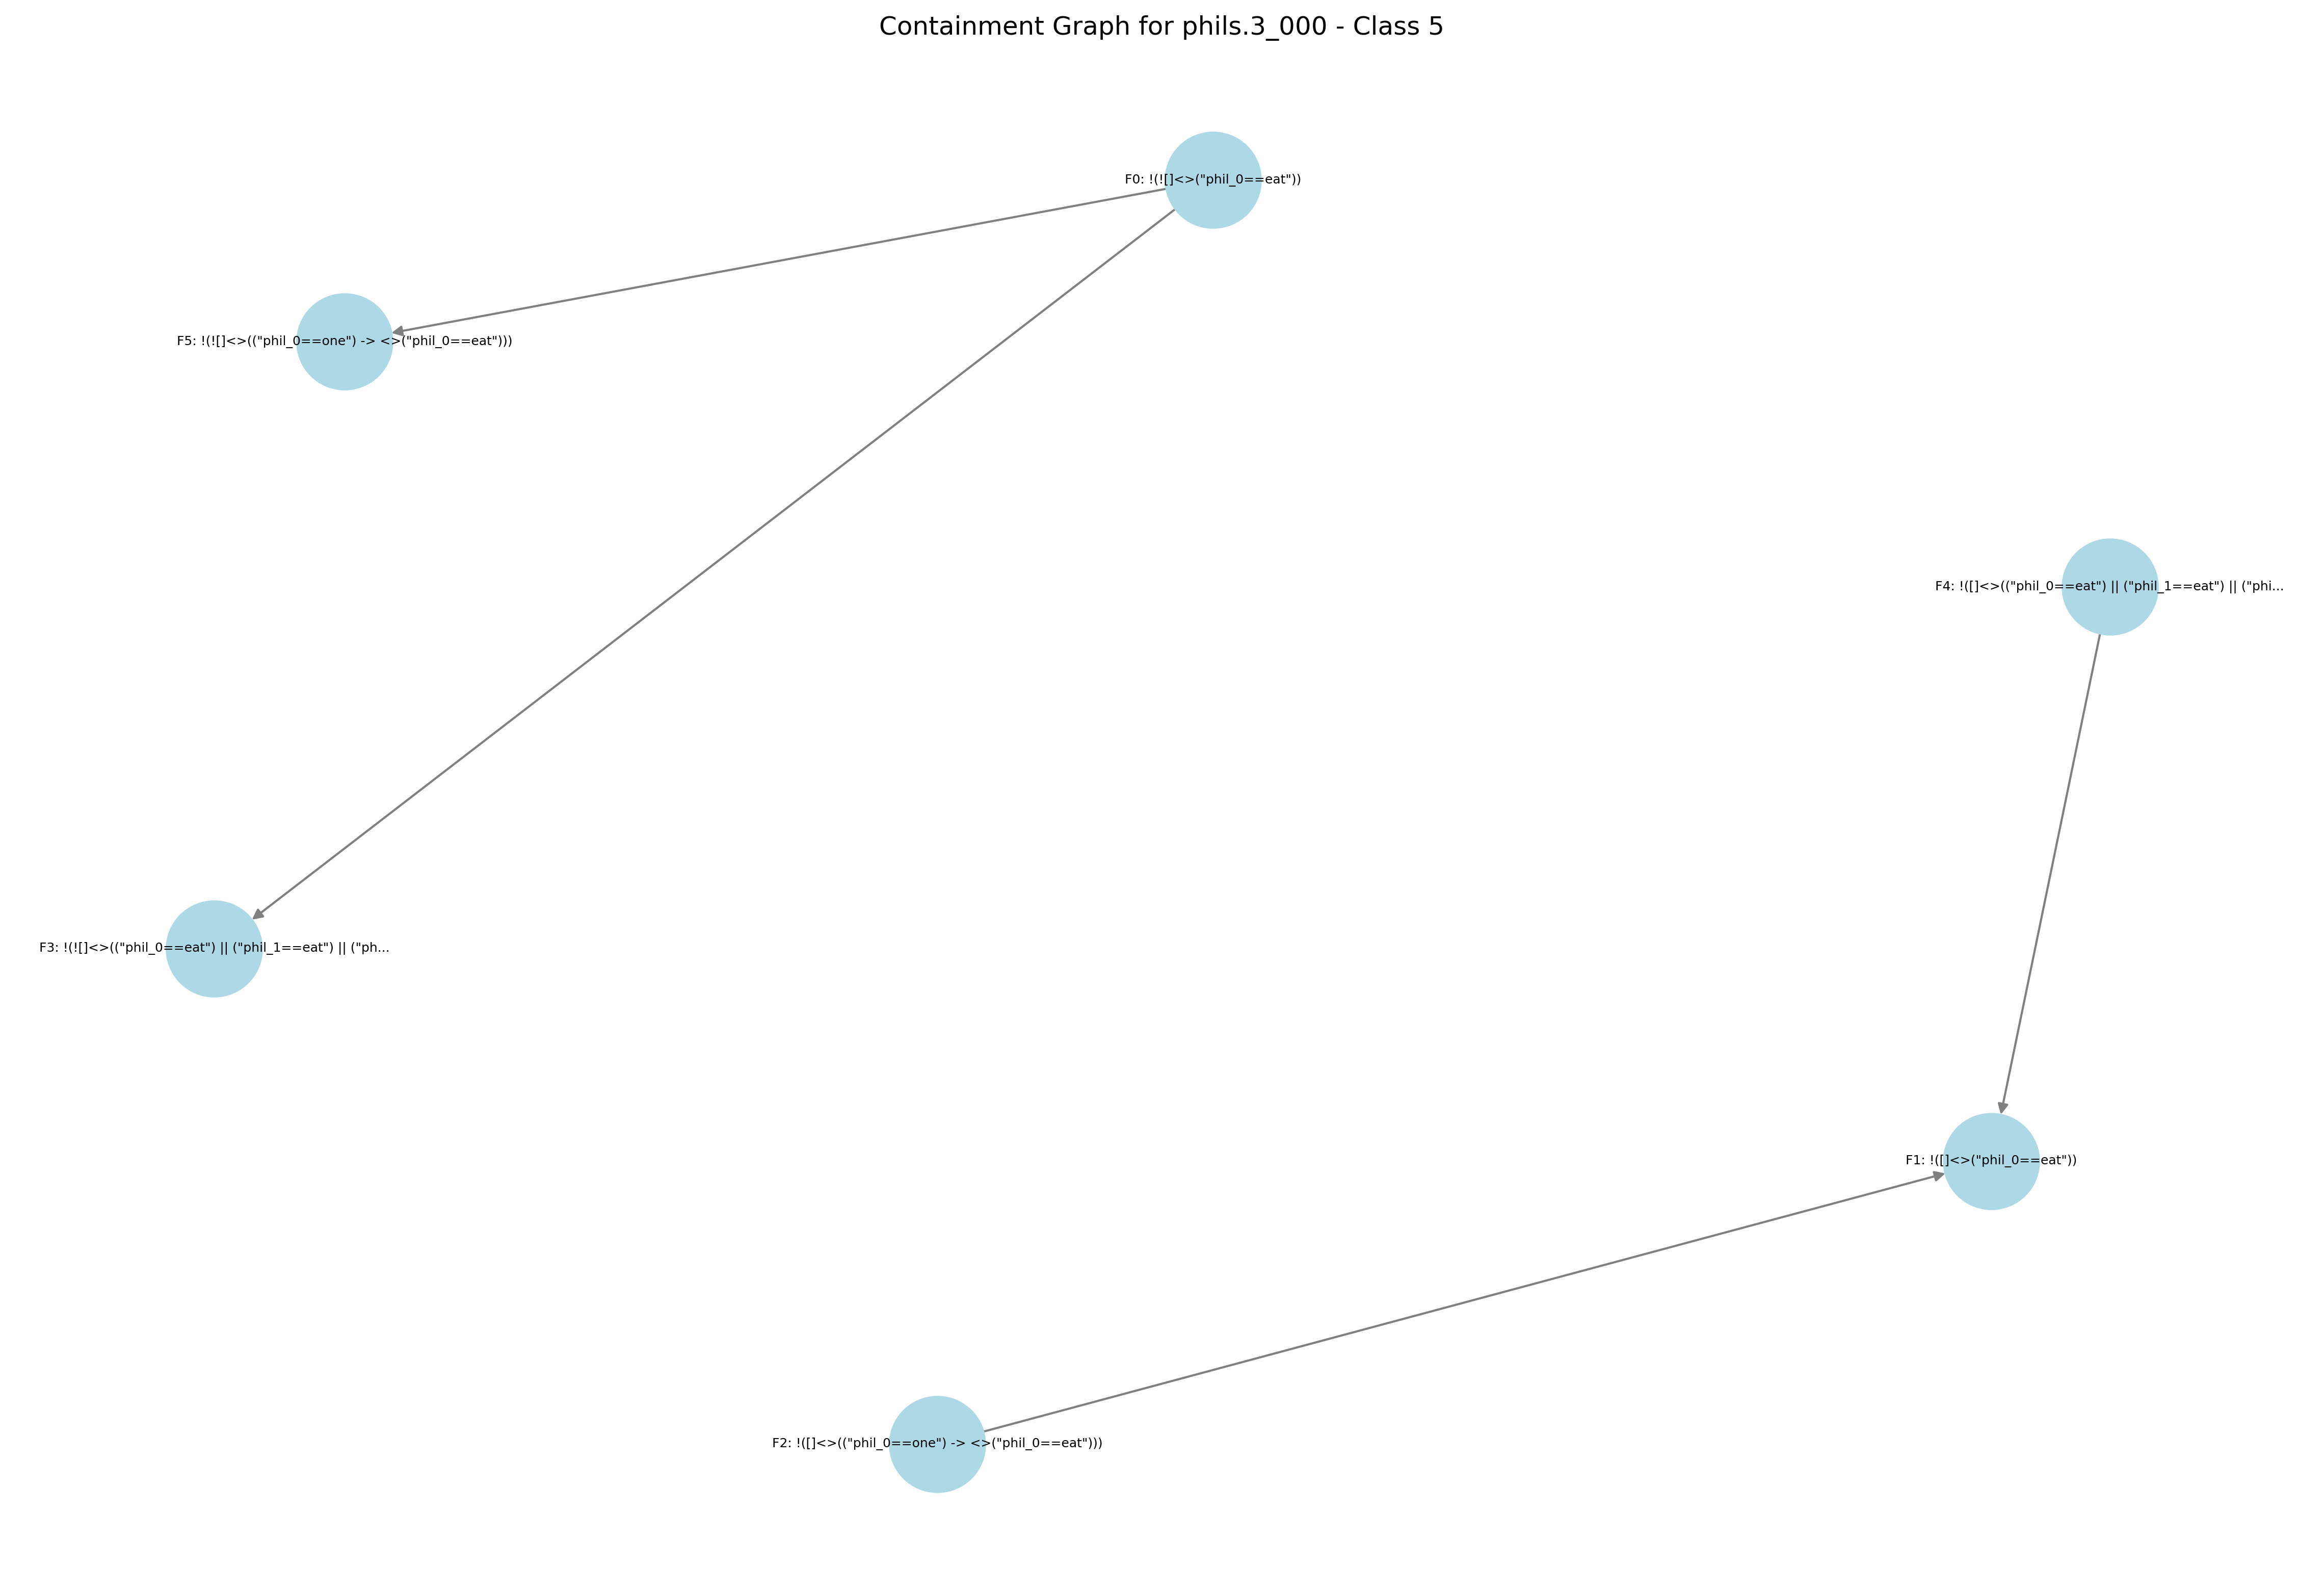 Containment Graph for phils.3_000 - Class 5
F0: !(![]<>("phil_0==eat"))
F5: !(![]<>(("phil_0==one") -> <>("phil_0==eat")))
F4: !([]<>(("phil_0==eat") || ("phil_1==eat") || ("phi...
F3: !(![]<>(("phil_0==eat") || ("phil_1==eat") || ("ph...
F1: !([]<>("phil_0==eat"))
F2: !([]<>(("phil_0==one") -> <>("phil_0==eat")))